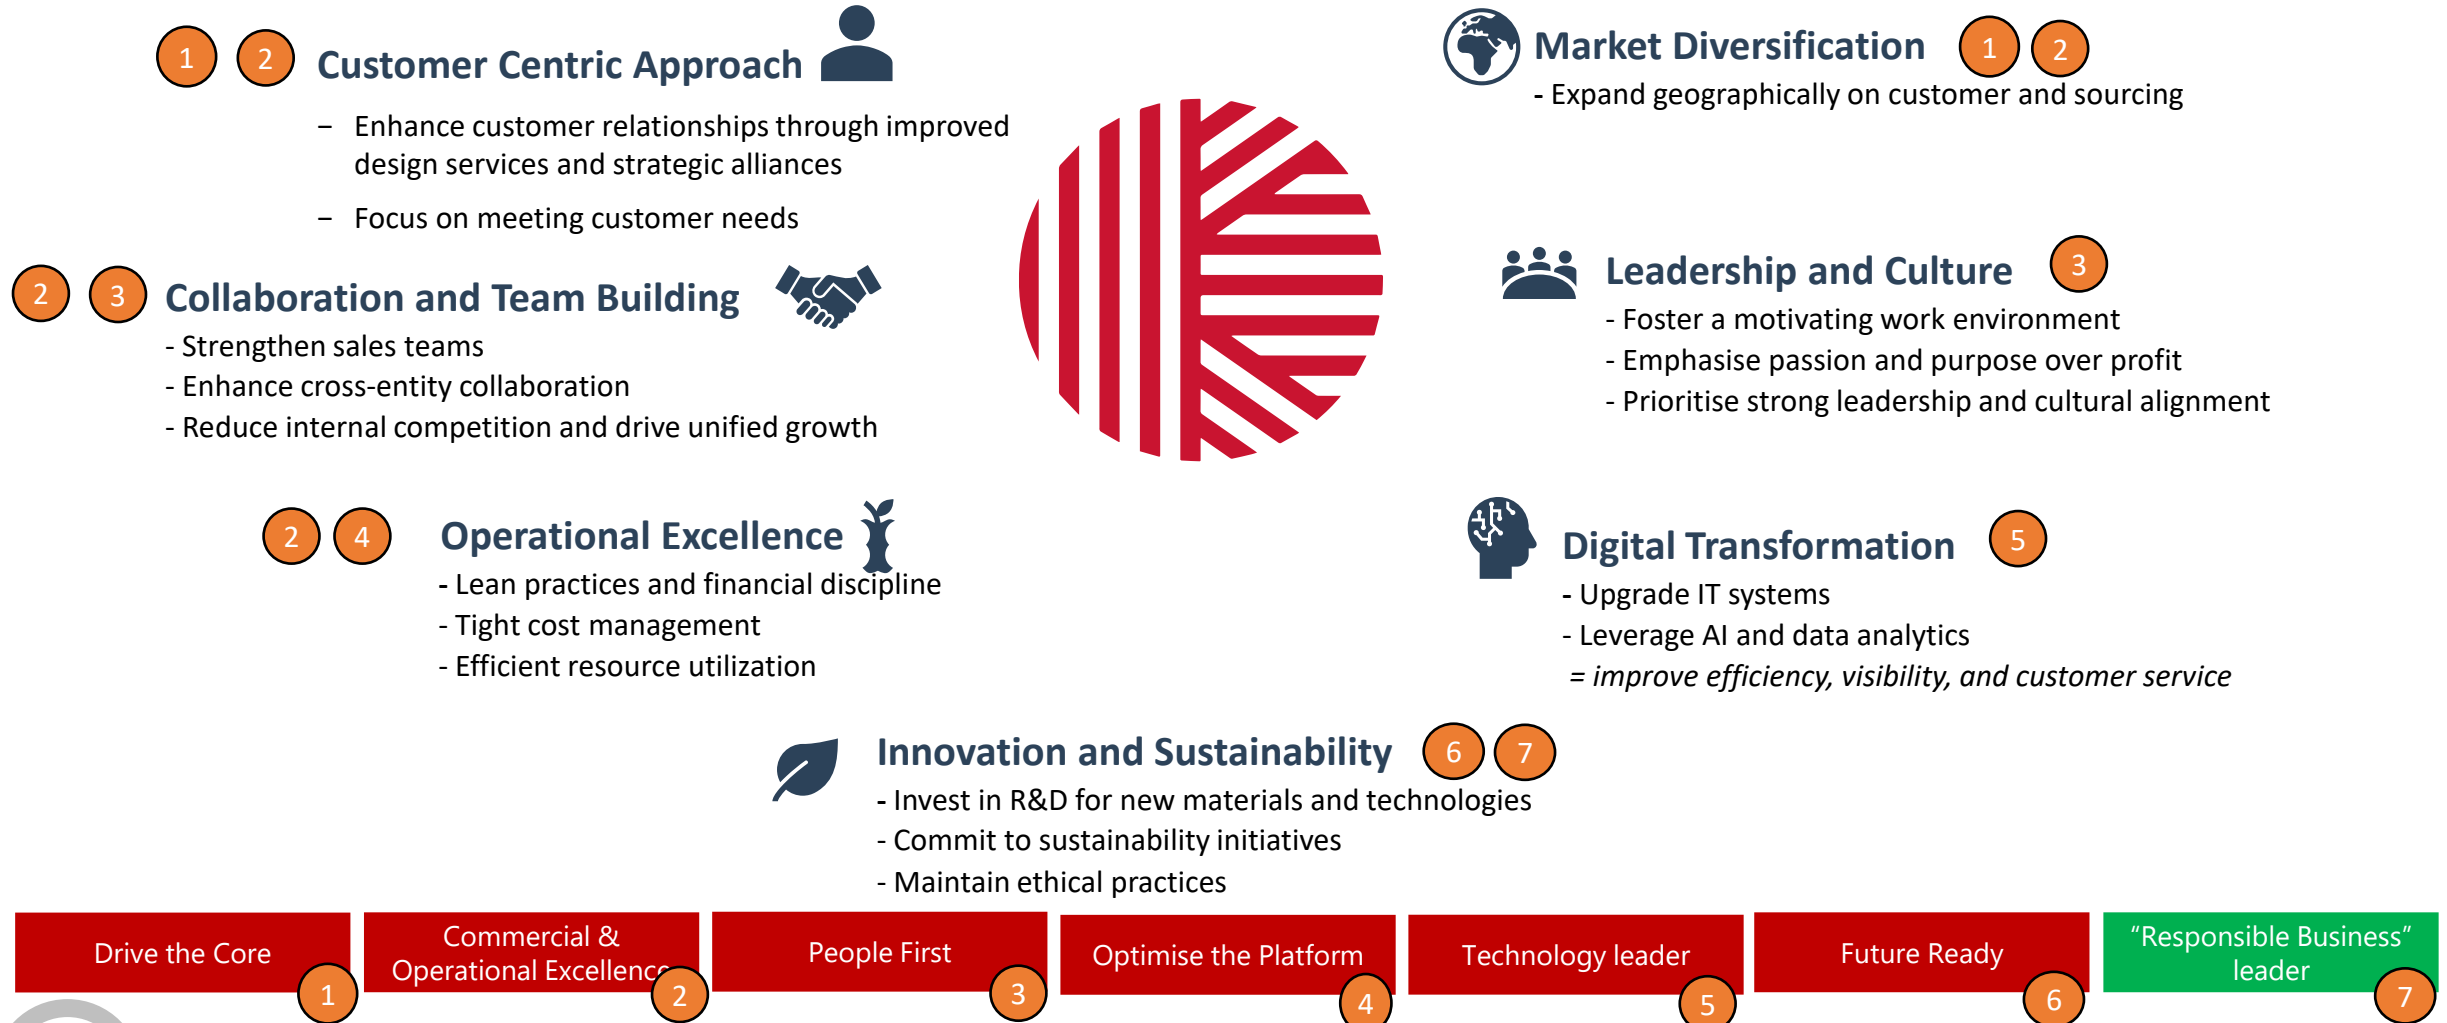 1 2 Customer Centric Approach
– Enhance customer relationships through improved
design services and strategic alliances
– Focus on meeting customer needs
Market Diversification 1 2
- Expand geographically on customer and sourcing
2 3 Collaboration and Team Building
- Strengthen sales teams
- Enhance cross-entity collaboration
- Reduce internal competition and drive unified growth
Leadership and Culture 3
- Foster a motivating work environment
- Emphasise passion and purpose over profit
- Prioritise strong leadership and cultural alignment
2 4 Operational Excellence
- Lean practices and financial discipline
- Tight cost management
- Efficient resource utilization
Digital Transformation 5
- Upgrade IT systems
- Leverage AI and data analytics
= improve efficiency, visibility, and customer service
Innovation and Sustainability 6 7
- Invest in R&D for new materials and technologies
- Commit to sustainability initiatives
- Maintain ethical practices
Drive the Core
1
Commercial &
Operational Excellence
2
People First
3
Optimise the Platform
4
Technology leader
5
Future Ready
6
“Responsible Business”
leader
7